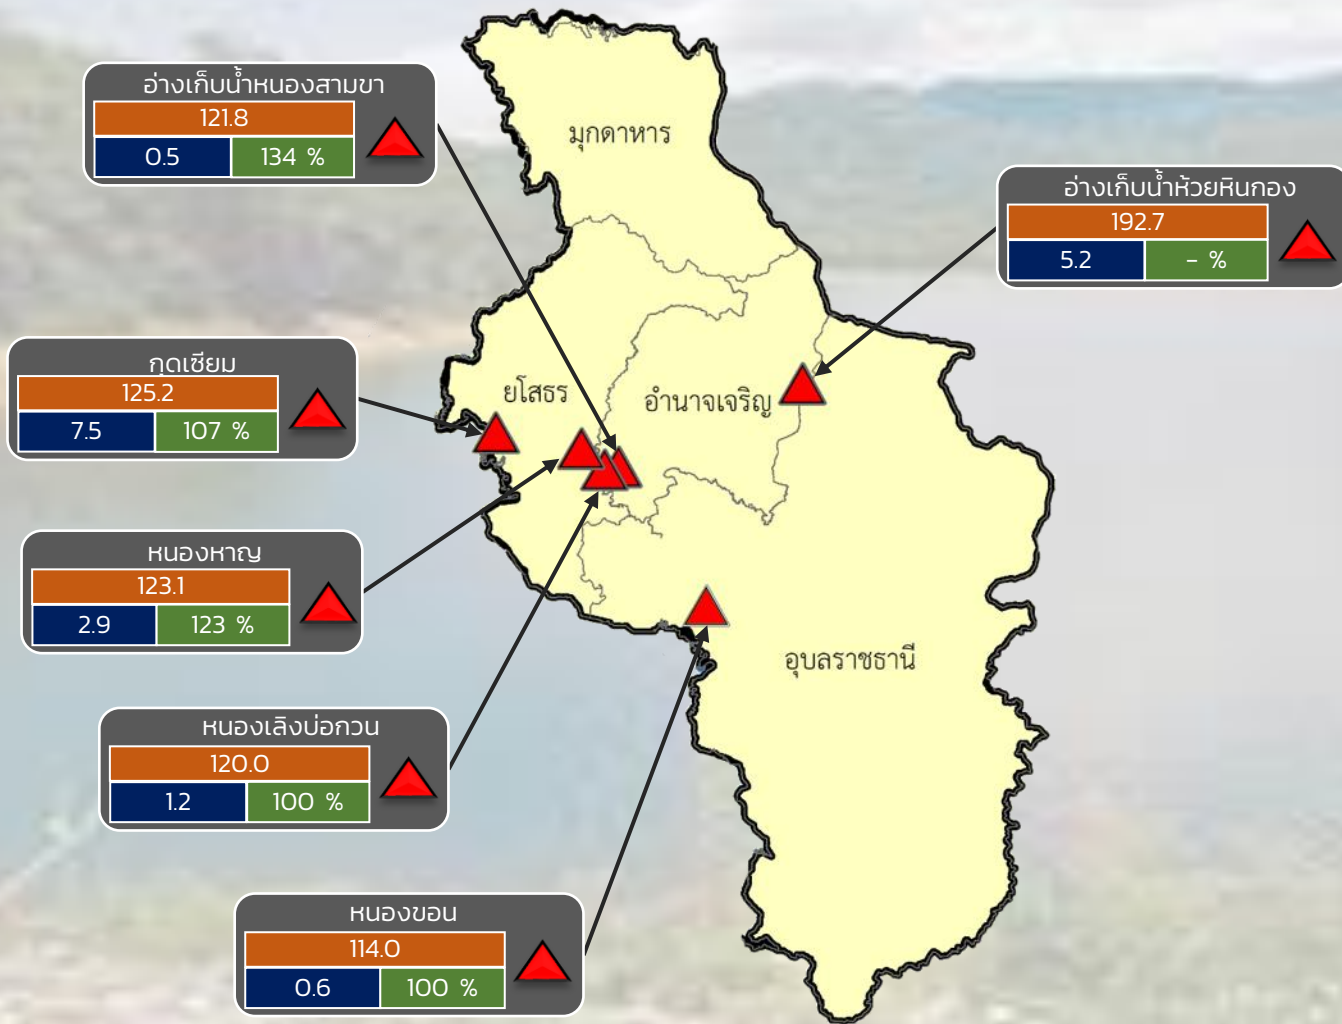 อ่างเก็บน้ำหนองสามขา
121.8
0.5 134 %
มุกดาหาร
อ่างเก็บน้ำห้วยหินกอง
192.7
5.2 - %
กุดเซียม
125.2
7.5 107 %
ยโสธร
อำนาจเจริญ
หนองหาญ
123.1
2.9 123 %
อุบลราชธานี
หนองเลิงบ่อกวน
120.0
1.2 100 %
หนองขอน
114.0
0.6 100 %